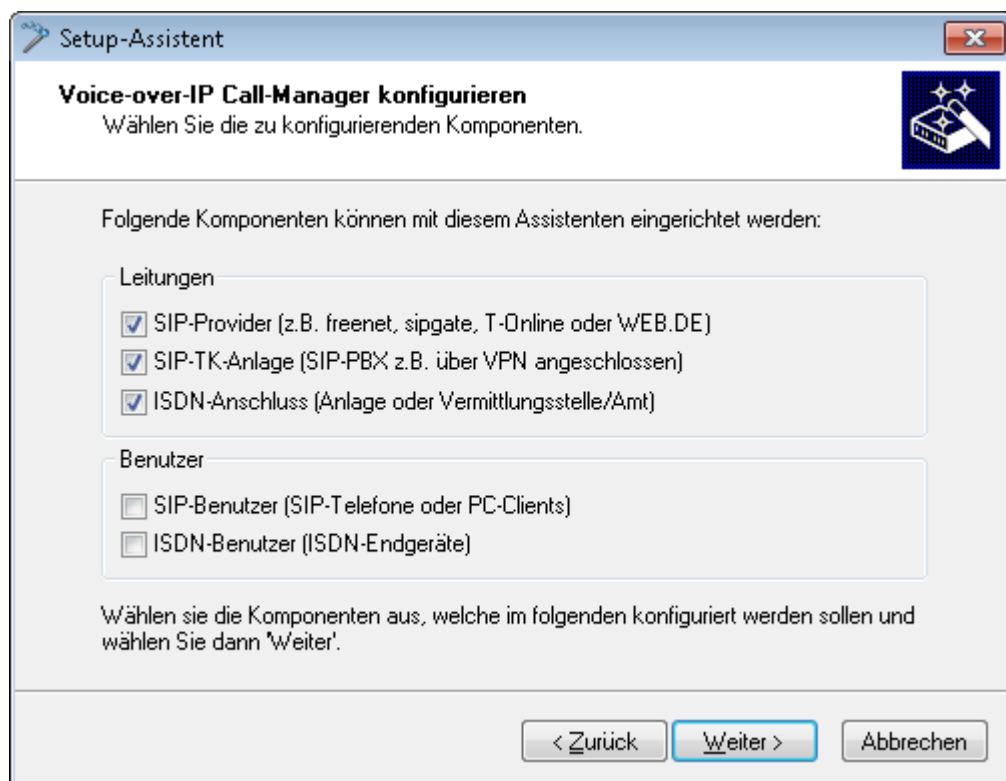 Setup-Assistent
Voice-over-IP Call-Manager konfigurieren
Wählen Sie die zu konfigurierenden Komponenten.
Folgende Komponenten können mit diesem Assistenten eingerichtet werden:
Leitungen
SIP-Provider (z.B. freenet, sipgate, T-Online oder WEB.DE)
SIP-TK-Anlage (SIP-PBX z.B. über VPN angeschlossen)
ISDN-Anschluss (Anlage oder Vermittlungsstelle/Amt)
Benutzer
SIP-Benutzer (SIP-Telefone oder PC-Clients)
ISDN-Benutzer (ISDN-Endgeräte)
Wählen sie die Komponenten aus, welche im folgenden konfiguriert werden sollen und
wählen Sie dann 'Weiter'.
< Zurück Weiter > Abbrechen